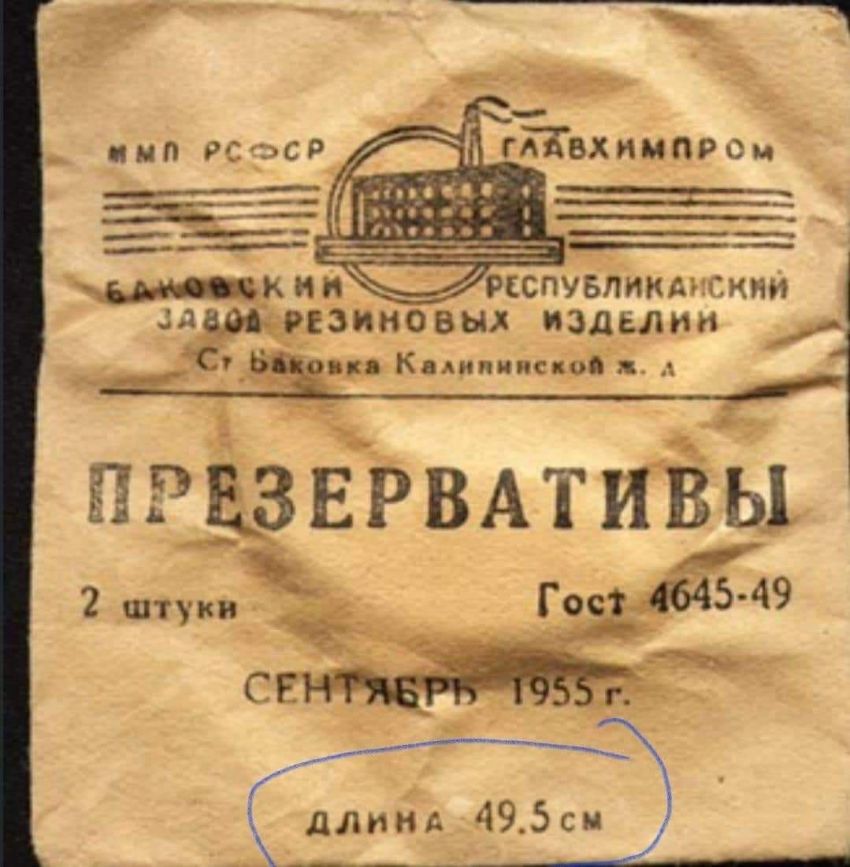 ММП РСФСР ГЛАВХИМПРОМ
БАКОВСКИЙ РЕСПУБЛИКАНСКИЙ
ЗАВОД РЕЗИНОВЫХ ИЗДЕЛИЙ
Ст Баковка Калининской ж. д
ПРЕЗЕРВАТИВЫ
2 штуки Гост 4645-49
СЕНТЯБРЬ 1955 г.
ДЛИНА 49.5 см